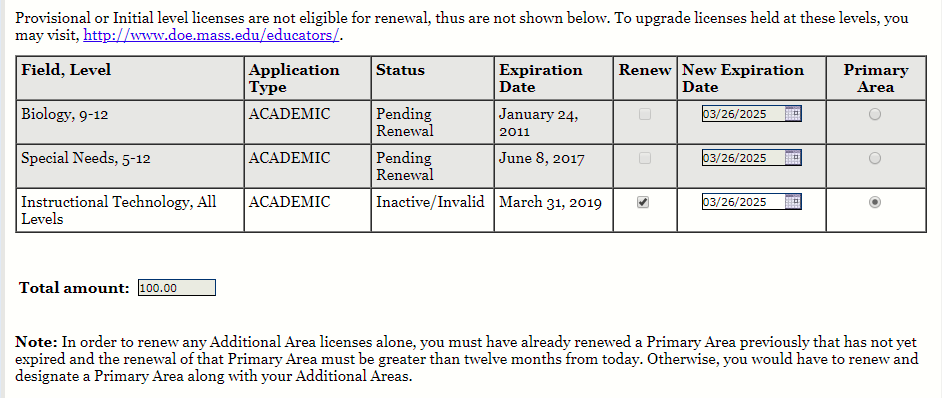 Provisional or Initial level licenses are not eligible for renewal, thus are not shown below. To upgrade licenses held at these levels, you
may visit, http://www.doe.mass.edu/educators/.
Field, Level Application Type Status Expiration Date Renew New Expiration Date Primary Area
Biology, 9-12 ACADEMIC Pending Renewal January 24, 2011 03/26/2025
Special Needs, 5-12 ACADEMIC Pending Renewal June 8, 2017 03/26/2025
Instructional Technology, All Levels ACADEMIC Inactive/Invalid March 31, 2019 03/26/2025
Total amount: 100.00
Note: In order to renew any Additional Area licenses alone, you must have already renewed a Primary Area previously that has not yet
expired and the renewal of that Primary Area must be greater than twelve months from today. Otherwise, you would have to renew and
designate a Primary Area along with your Additional Areas.